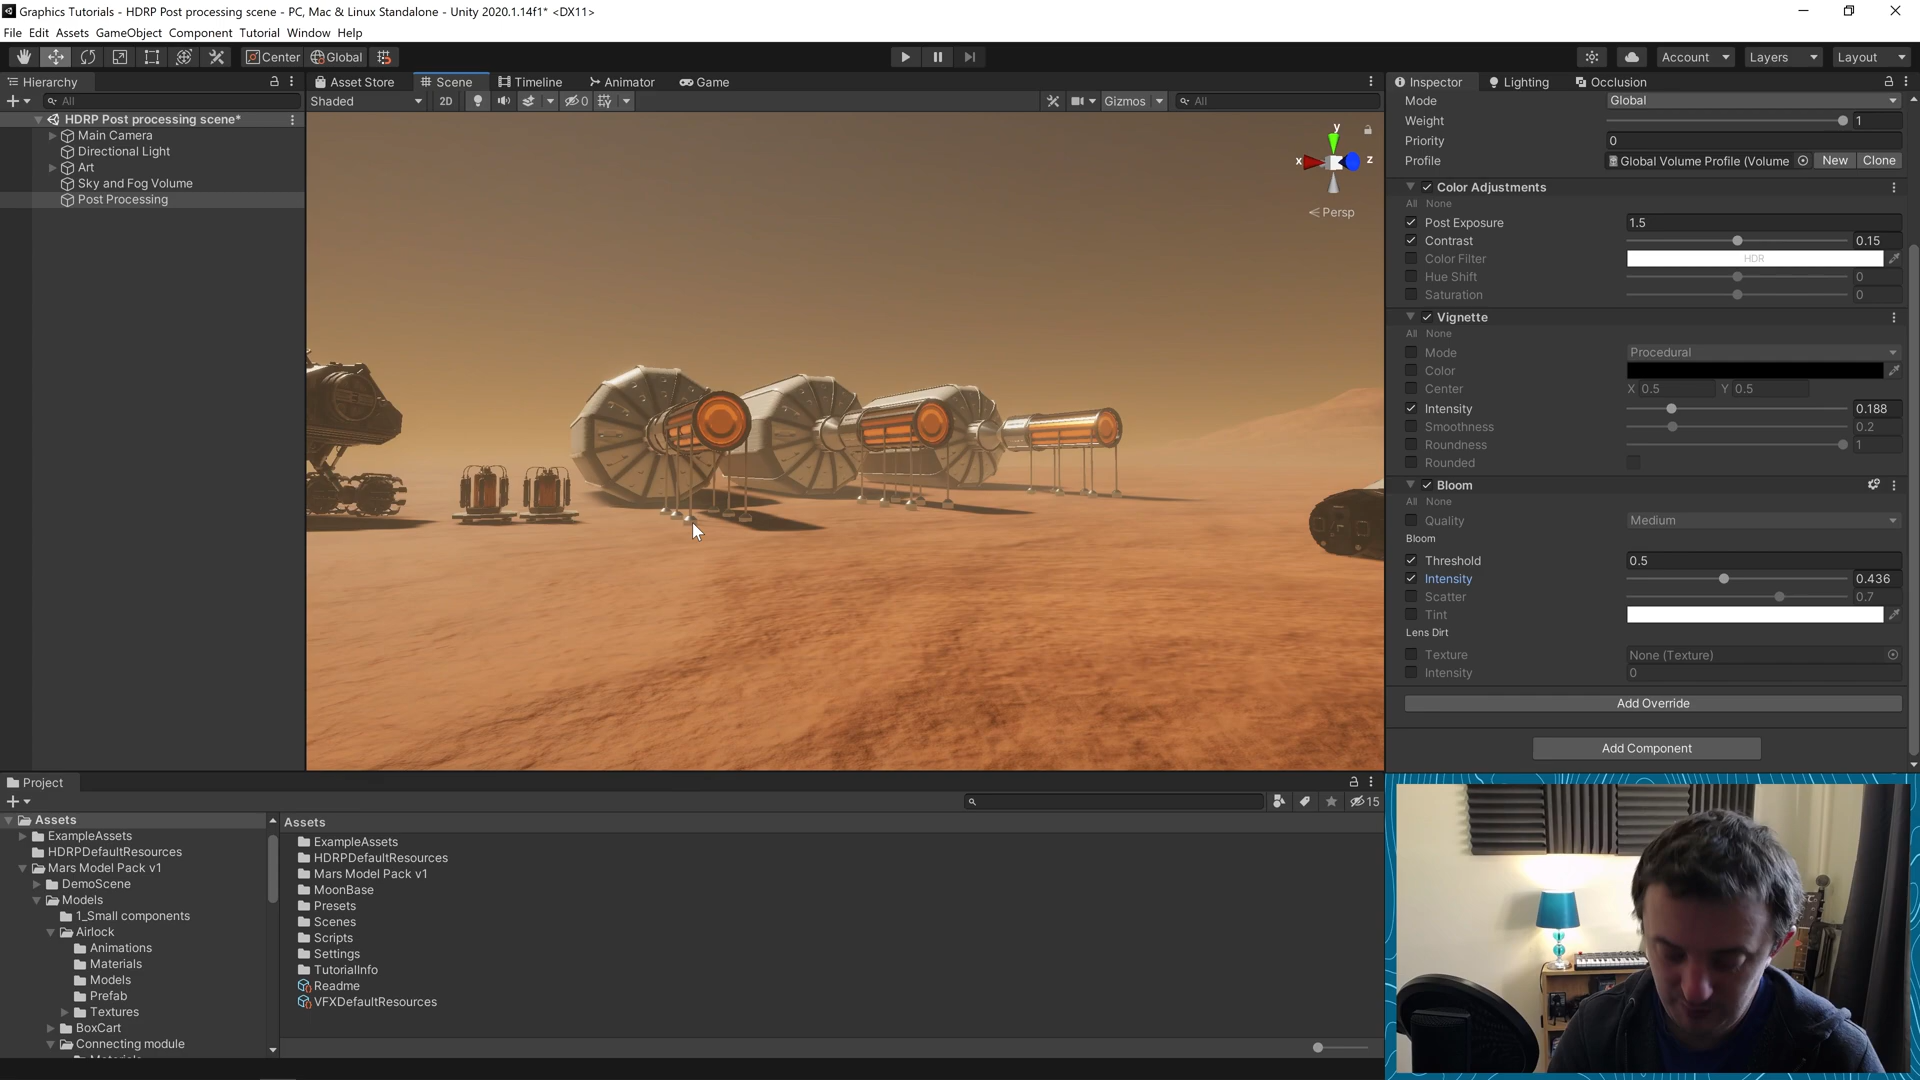 Graphics Tutorials - HDRP Post processing scene - PC, Mac & Linux Standalone - Unity 2020.1.14f1* <DX11>
File Edit Assets GameObject Component Tutorial Window Help
Center Global Account Layers Layout
Hierarchy
All
HDRP Post processing scene*
Main Camera
Directional Light
Art
Sky and Fog Volume
Post Processing
Asset Store Scene Timeline Animator Game
Shaded 2D 0 Gizmos All
y
x z
Persp
Inspector Lighting Occlusion
Mode Global
Weight 1
Priority 0
Profile Global Volume Profile (Volume New Clone
Color Adjustments
All None
Post Exposure 1.5
Contrast 0.15
Color Filter HDR
Hue Shift 0
Saturation 0
Vignette
All None
Mode Procedural
Color
Center X 0.5 Y 0.5
Intensity 0.188
Smoothness 0.2
Roundness 1
Rounded
Bloom
All None
Quality Medium
Bloom
Threshold 0.5
Intensity 0.436
Scatter 0.7
Tint
Lens Dirt
Texture None (Texture)
Intensity 0
Add Override
Add Component
Project
15
Assets
ExampleAssets
HDRPDefaultResources
Mars Model Pack v1
DemoScene
Models
1_Small components
Airlock
Animations
Materials
Models
Prefab
Textures
BoxCart
Connecting module
Assets
ExampleAssets
HDRPDefaultResources
Mars Model Pack v1
MoonBase
Presets
Scenes
Scripts
Settings
TutorialInfo
Readme
VFXDefaultResources